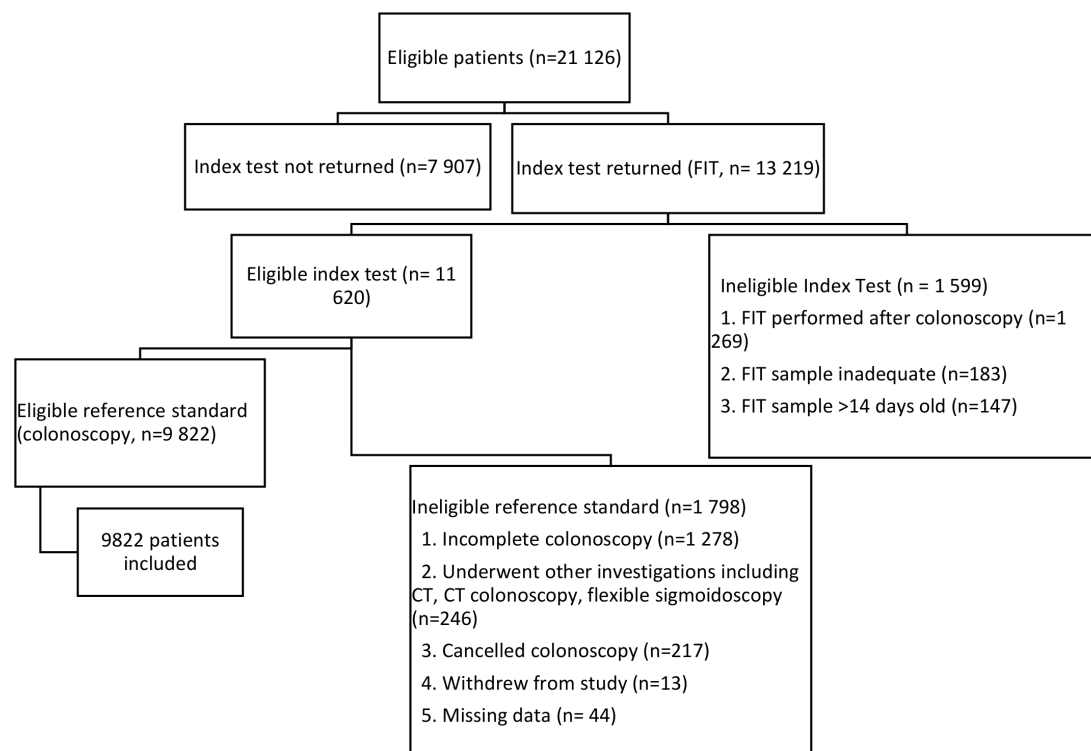 Eligible patients (n=21 126)
Index test not returned (n=7 907)
Index test returned (FIT, n= 13 219)
Eligible index test (n= 11
620)
Ineligible Index Test (n = 1 599)
1. FIT performed after colonoscopy (n=1
269)
2. FIT sample inadequate (n=183)
3. FIT sample >14 days old (n=147)
Eligible reference standard
(colonoscopy, n=9 822)
9822 patients
included
Ineligible reference standard (n=1 798)
1. Incomplete colonoscopy (n=1 278)
2. Underwent other investigations including
CT, CT colonoscopy, flexible sigmoidoscopy
(n=246)
3. Cancelled colonoscopy (n=217)
4. Withdrew from study (n=13)
5. Missing data (n= 44)